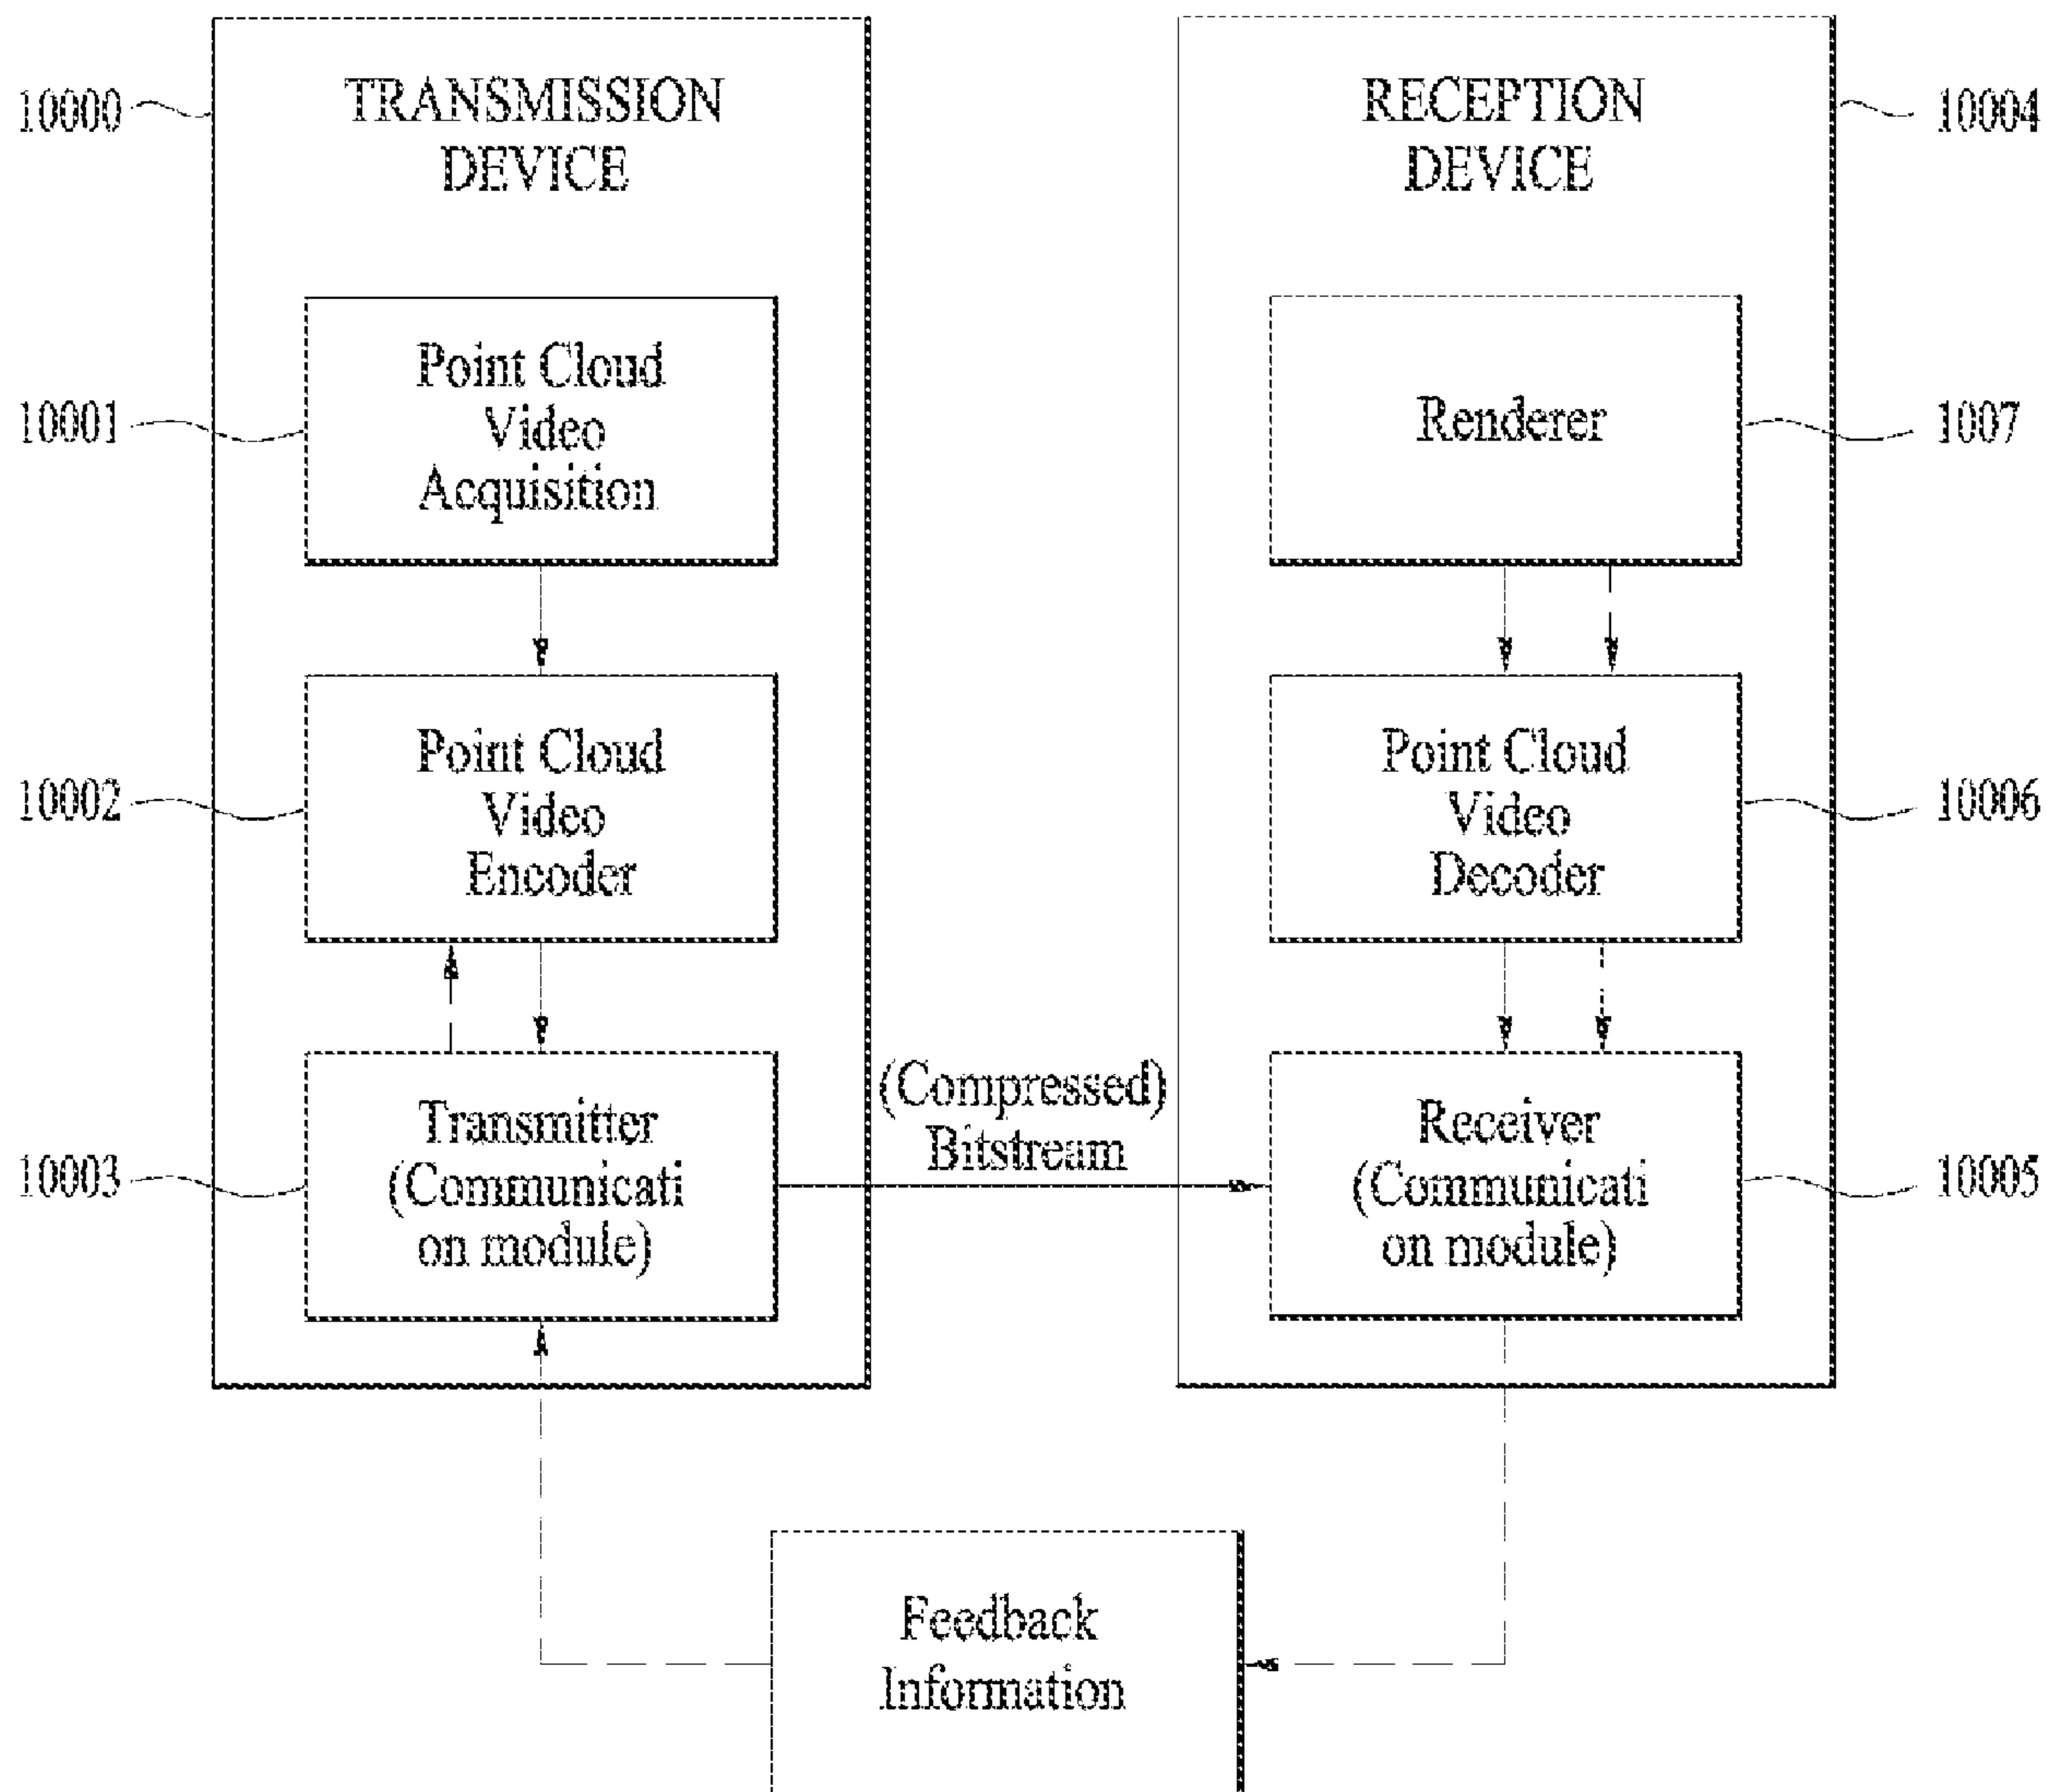 10000
TRANSMISSION
DEVICE
10001
Point Cloud
Video
Acquisition
10002
Point Cloud
Video
Encoder
10003
Transmitter
(Communicati
on module)
(Compressed)
Bitstream
RECEPTION
DEVICE
10004
Renderer
1007
Point Cloud
Video
Decoder
10006
Receiver
(Communicati
on module)
10005
Feedback
Information